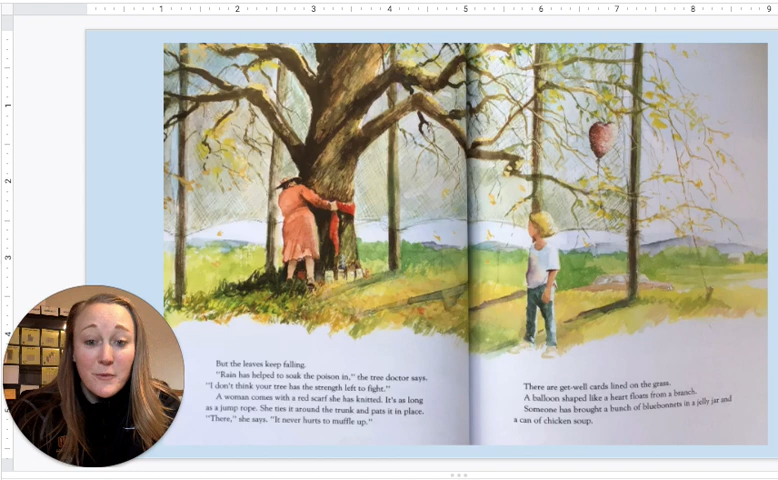 1 2 3 4 5 6 7 8 9
1
2
3
4
But the leaves keep falling.
"Rain has helped to soak the poison in," the tree doctor says.
"I don't think your tree has the strength left to fight."
A woman comes with a red scarf she has knitted. It's as long
as a jump rope. She ties it around the trunk and pats it in place.
"There," she says. "It never hurts to muffle up."
There are get-well cards lined on the grass.
A balloon shaped like a heart floats from a branch.
Someone has brought a bunch of bluebonnets in a jelly jar and
a can of chicken soup.